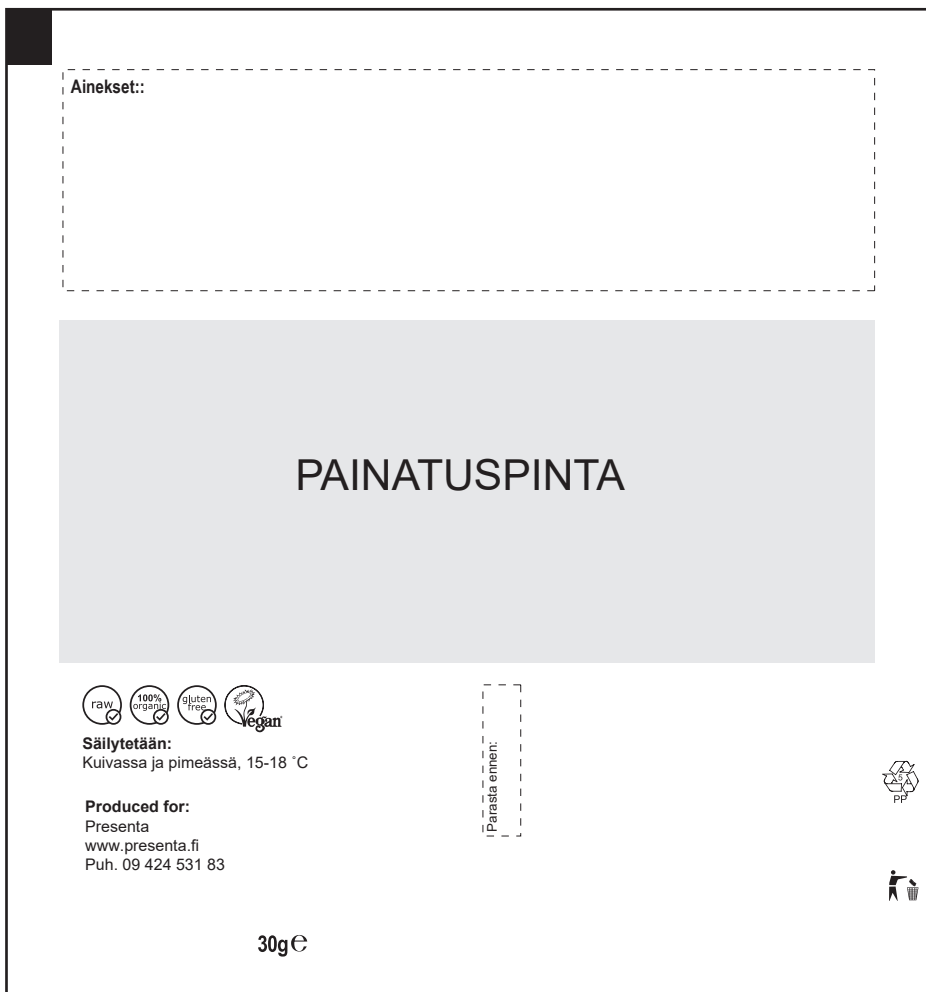 Ainekset::
PAINATUSPINTA
raw
100%
organic
gluten
free
Vegan
Säilytetään:
Kuivassa ja pimeässä, 15-18 ˚C
Parasta ennen:
Produced for:
Presenta
www.presenta.fi
Puh. 09 424 531 83
5
PP
30g℮